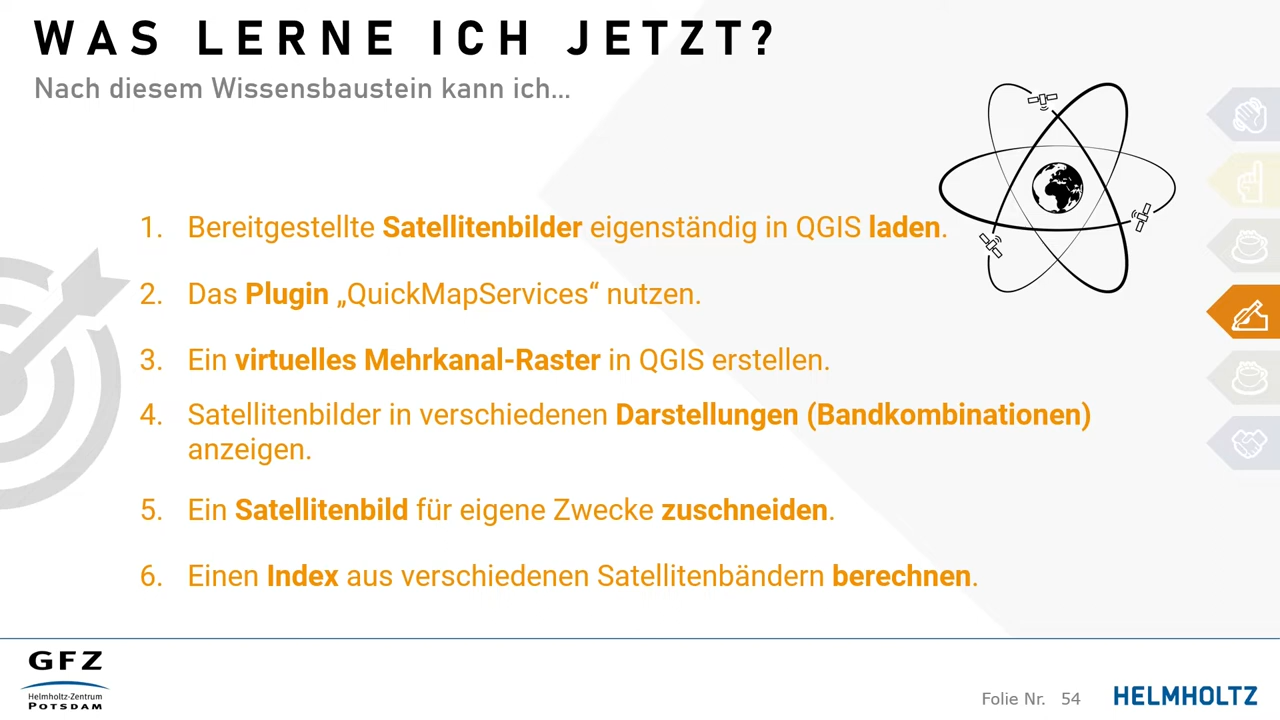 WAS LERNE ICH JETZT?
Nach diesem Wissensbaustein kann ich...
1. Bereitgestellte Satellitenbilder eigenständig in QGIS laden.
2. Das Plugin „QuickMapServices“ nutzen.
3. Ein virtuelles Mehrkanal-Raster in QGIS erstellen.
4. Satellitenbilder in verschiedenen Darstellungen (Bandkombinationen)
anzeigen.
5. Ein Satellitenbild für eigene Zwecke zuschneiden.
6. Einen Index aus verschiedenen Satellitenbändern berechnen.
GFZ
Helmholtz-Zentrum
POTSDAM
Folie Nr. 54
HELMHOLTZ